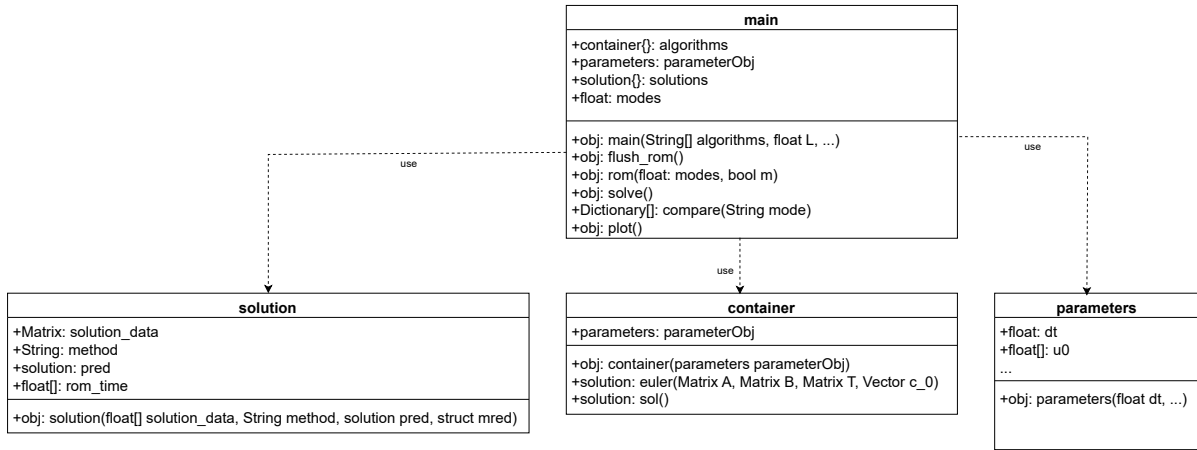 main
+container{}: algorithms
+parameters: parameterObj
+solution{}: solutions
+float: modes
+obj: main(String[] algorithms, float L, ...)
+obj: flush_rom()
+obj: rom(float: modes, bool m)
+obj: solve()
+Dictionary[]: compare(String mode)
+obj: plot()
use
use
use
solution
+Matrix: solution_data
+String: method
+solution: pred
+float[]: rom_time
+obj: solution(float[] solution_data, String method, solution pred, struct mred)
container
+parameters: parameterObj
+obj: container(parameters parameterObj)
+solution: euler(Matrix A, Matrix B, Matrix T, Vector c_0)
+solution: sol()
parameters
+float: dt
+float[]: u0
...
+obj: parameters(float dt, ...)